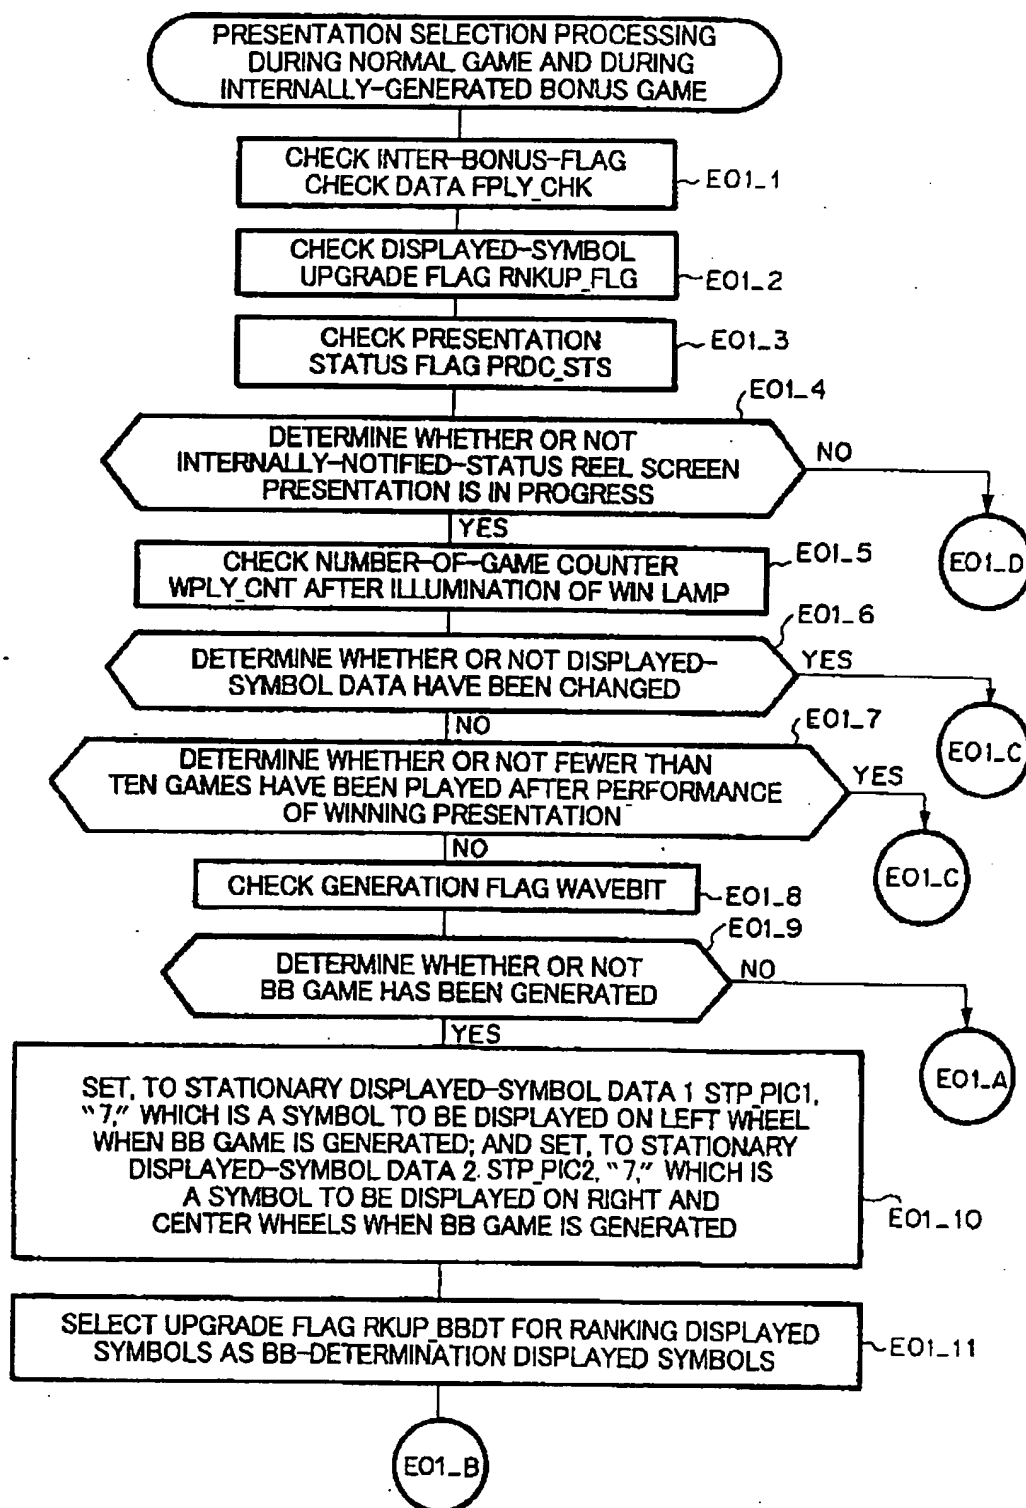 PRESENTATION SELECTION PROCESSING
DURING NORMAL GAME AND DURING
INTERNALLY-GENERATED BONUS GAME
CHECK INTER-BONUS-FLAG
CHECK DATA FPLY_CHK
E01_1
CHECK DISPLAYED-SYMBOL
UPGRADE FLAG RNKUP_FLG
E01_2
CHECK PRESENTATION
STATUS FLAG PRDC_STS
E01_3
E01_4
DETERMINE WHETHER OR NOT
INTERNALLY-NOTIFIED-STATUS REEL SCREEN
PRESENTATION IS IN PROGRESS
NO
E01_D
YES
CHECK NUMBER-OF-GAME COUNTER
WPLY_CNT AFTER ILLUMINATION OF WIN LAMP
E01_5
E01_6
DETERMINE WHETHER OR NOT DISPLAYED-
SYMBOL DATA HAVE BEEN CHANGED
YES
E01_C
NO
E01_7
DETERMINE WHETHER OR NOT FEWER THAN
TEN GAMES HAVE BEEN PLAYED AFTER PERFORMANCE
OF WINNING PRESENTATION
YES
E01_C
NO
CHECK GENERATION FLAG WAVEBIT
E01_8
E01_9
DETERMINE WHETHER OR NOT
BB GAME HAS BEEN GENERATED
NO
E01_A
YES
SET, TO STATIONARY DISPLAYED-SYMBOL DATA 1 STP_PIC1,
"7," WHICH IS A SYMBOL TO BE DISPLAYED ON LEFT WHEEL
WHEN BB GAME IS GENERATED; AND SET, TO STATIONARY
DISPLAYED-SYMBOL DATA 2. STP_PIC2, "7," WHICH IS
A SYMBOL TO BE DISPLAYED ON RIGHT AND
CENTER WHEELS WHEN BB GAME IS GENERATED
E01_10
SELECT UPGRADE FLAG RKUP_BBDT FOR RANKING DISPLAYED
SYMBOLS AS BB-DETERMINATION DISPLAYED SYMBOLS
E01_11
E01_B